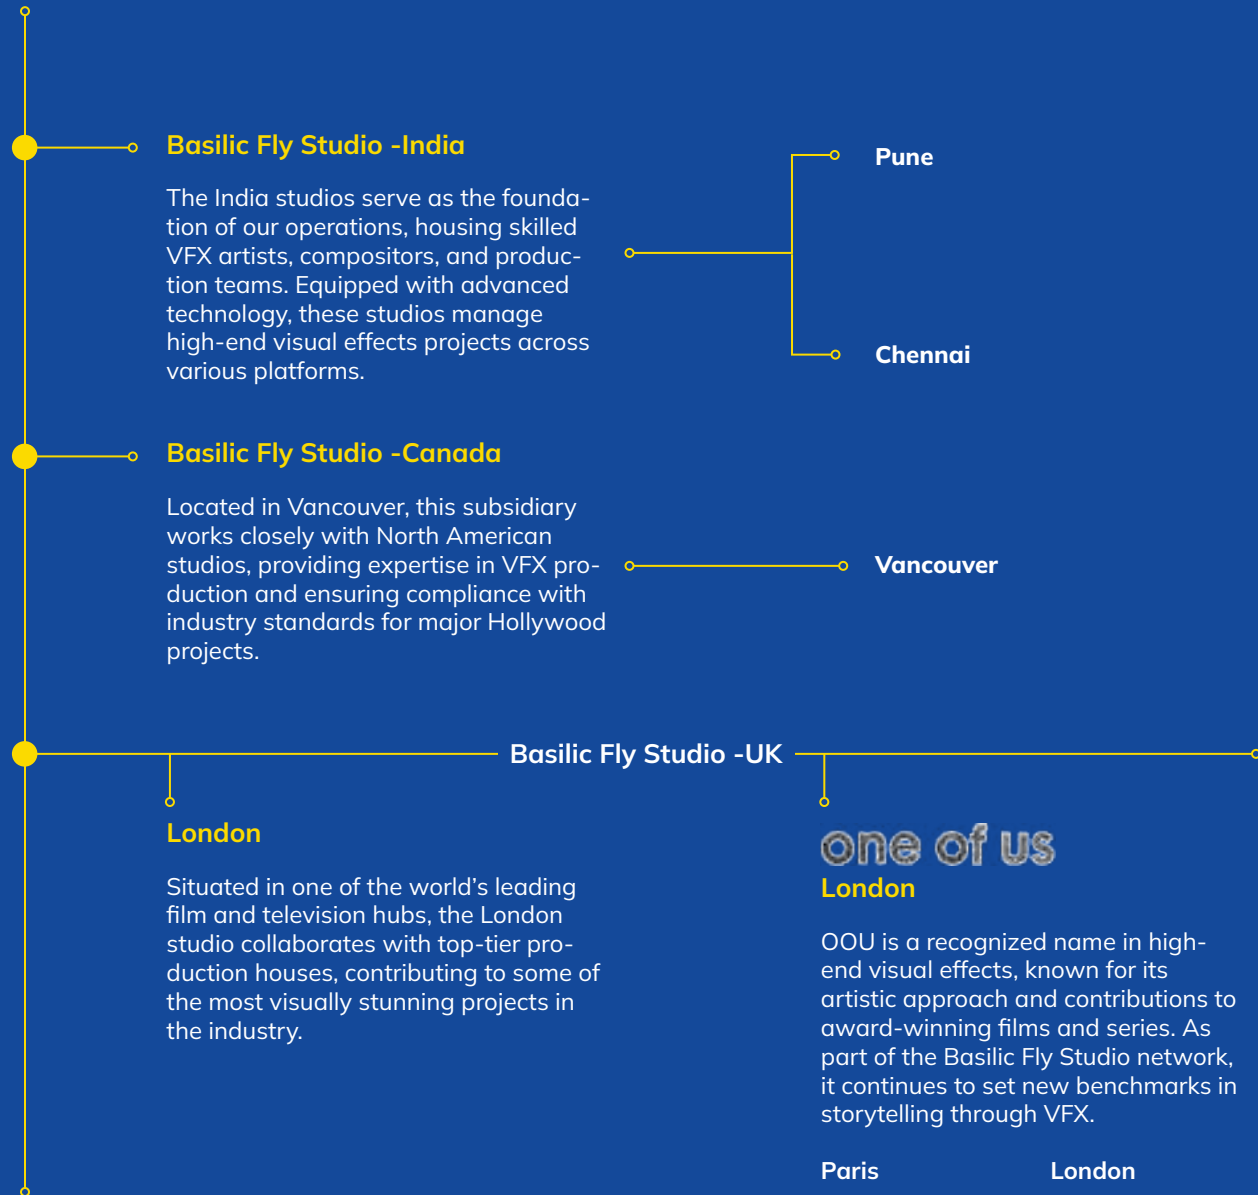 Basilic Fly Studio -India
The India studios serve as the founda-
tion of our operations, housing skilled
VFX artists, compositors, and produc-
tion teams. Equipped with advanced
technology, these studios manage
high-end visual effects projects across
various platforms.
Pune
Chennai
Basilic Fly Studio -Canada
Located in Vancouver, this subsidiary
works closely with North American
studios, providing expertise in VFX pro-
duction and ensuring compliance with
industry standards for major Hollywood
projects.
Vancouver
Basilic Fly Studio -UK
London
Situated in one of the world’s leading
film and television hubs, the London
studio collaborates with top-tier pro-
duction houses, contributing to some of
the most visually stunning projects in
the industry.
one of us
London
OOU is a recognized name in high-
end visual effects, known for its
artistic approach and contributions to
award-winning films and series. As
part of the Basilic Fly Studio network,
it continues to set new benchmarks in
storytelling through VFX.
Paris London